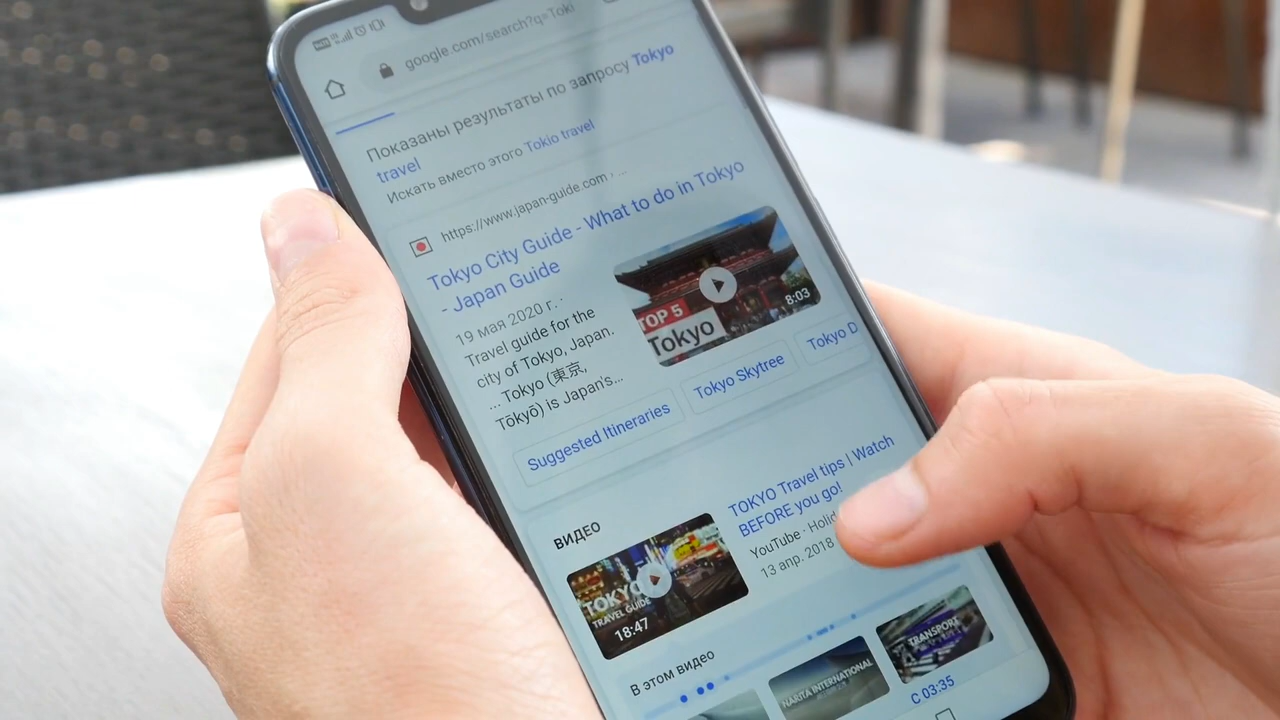 google.com/search?q=Toki
Показаны результаты по запросу Tokyo
travel
Искать вместо этого Tokio travel
https://www.japan-guide.com › ...
Tokyo City Guide - What to do in Tokyo
- Japan Guide
19 мая 2020 г. ·
Travel guide for the
city of Tokyo, Japan.
... Tokyo (東京,
Tōkyō) is Japan's...
TOP 5
Tokyo
8:03
Suggested Itineraries
Tokyo Skytree
Tokyo D
ВИДЕО
TOKYO
TRAVEL GUIDE
18:47
TOKYO Travel tips | Watch
BEFORE you go!
YouTube · Holid
13 апр. 2018
В этом видео
NARITA INTERNATIONAL
TRANSPORT
С 03:35